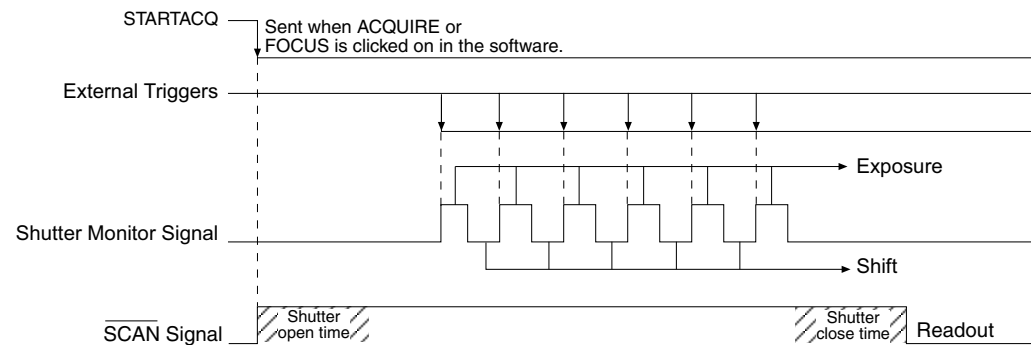 STARTACQ
Sent when ACQUIRE or
FOCUS is clicked on in the software.
External Triggers
Exposure
Shutter Monitor Signal
Shift
SCAN Signal
Shutter
open time
Shutter
close time
Readout